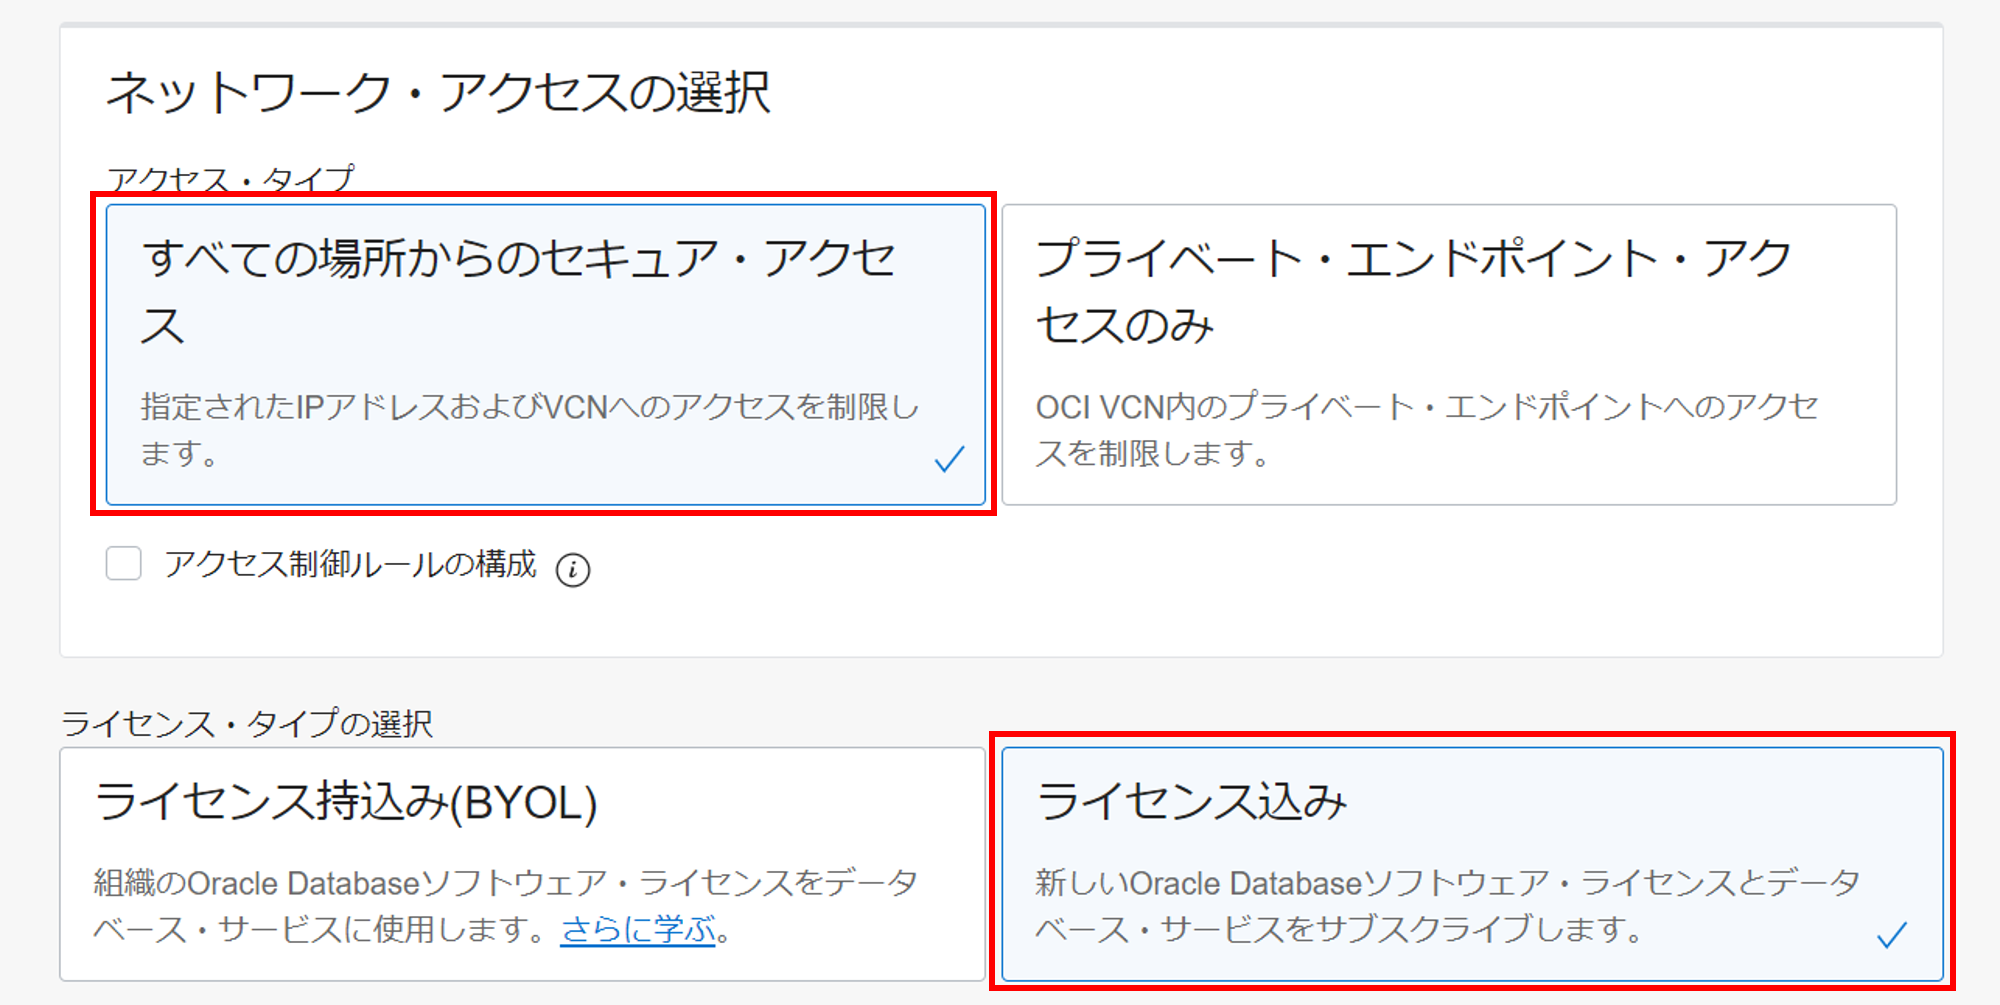 ネットワーク・アクセスの選択
アクセス・タイプ
すべての場所からのセキュア・アクセ
ス
指定されたIPアドレスおよびVCNへのアクセスを制限し
ます。
プライベート・エンドポイント・アク
セスのみ
OCI VCN内のプライベート・エンドポイントへのアクセ
スを制限します。
アクセス制御ルールの構成 i
ライセンス・タイプの選択
ライセンス持込み(BYOL)
組織のOracle Databaseソフトウェア・ライセンスをデータ
ベース・サービスに使用します。さらに学ぶ。
ライセンス込み
新しいOracle Databaseソフトウェア・ライセンスとデータ
ベース・サービスをサブスクライブします。